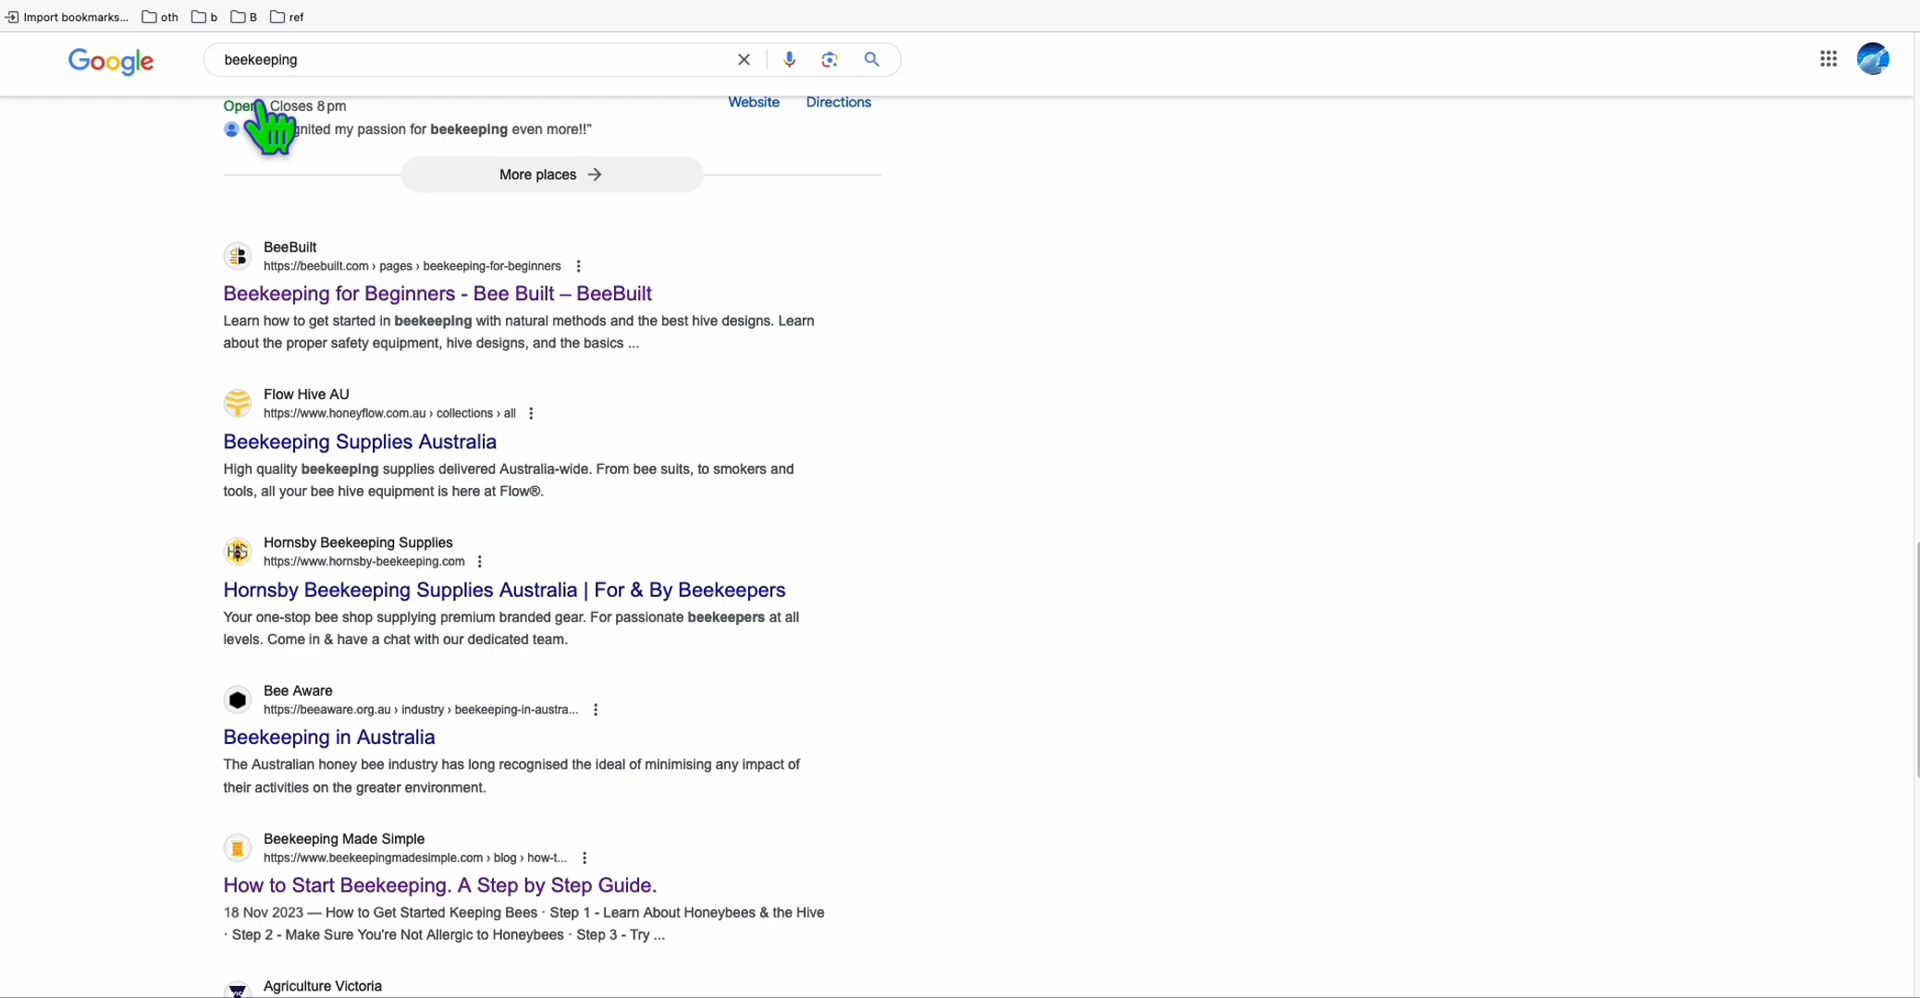 Import bookmarks... oth b B ref
Google beekeeping
Closes 8 pm
Website Directions
my passion for beekeeping even more!!"
More places →
BeeBuilt
https://beebuilt.com › pages › beekeeping-for-beginners
Beekeeping for Beginners - Bee Built – BeeBuilt
Learn how to get started in beekeeping with natural methods and the best hive designs. Learn
about the proper safety equipment, hive designs, and the basics ...
Flow Hive AU
https://www.honeyflow.com.au › collections › all
Beekeeping Supplies Australia
High quality beekeeping supplies delivered Australia-wide. From bee suits, to smokers and
tools, all your bee hive equipment is here at Flow®.
Hornsby Beekeeping Supplies
https://www.hornsby-beekeeping.com
Hornsby Beekeeping Supplies Australia | For & By Beekeepers
Your one-stop bee shop supplying premium branded gear. For passionate beekeepers at all
levels. Come in & have a chat with our dedicated team.
Bee Aware
https://beeaware.org.au › industry › beekeeping-in-austra...
Beekeeping in Australia
The Australian honey bee industry has long recognised the ideal of minimising any impact of
their activities on the greater environment.
Beekeeping Made Simple
https://www.beekeepingmadesimple.com › blog › how-t...
How to Start Beekeeping. A Step by Step Guide.
18 Nov 2023 — How to Get Started Keeping Bees · Step 1 - Learn About Honeybees & the Hive
· Step 2 - Make Sure You're Not Allergic to Honeybees · Step 3 - Try ...
Agriculture Victoria